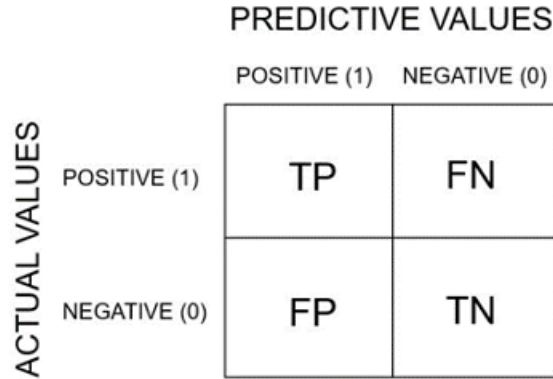 PREDICTIVE VALUES
POSITIVE (1) NEGATIVE (0)
ACTUAL VALUES
POSITIVE (1) TP FN
NEGATIVE (0) FP TN